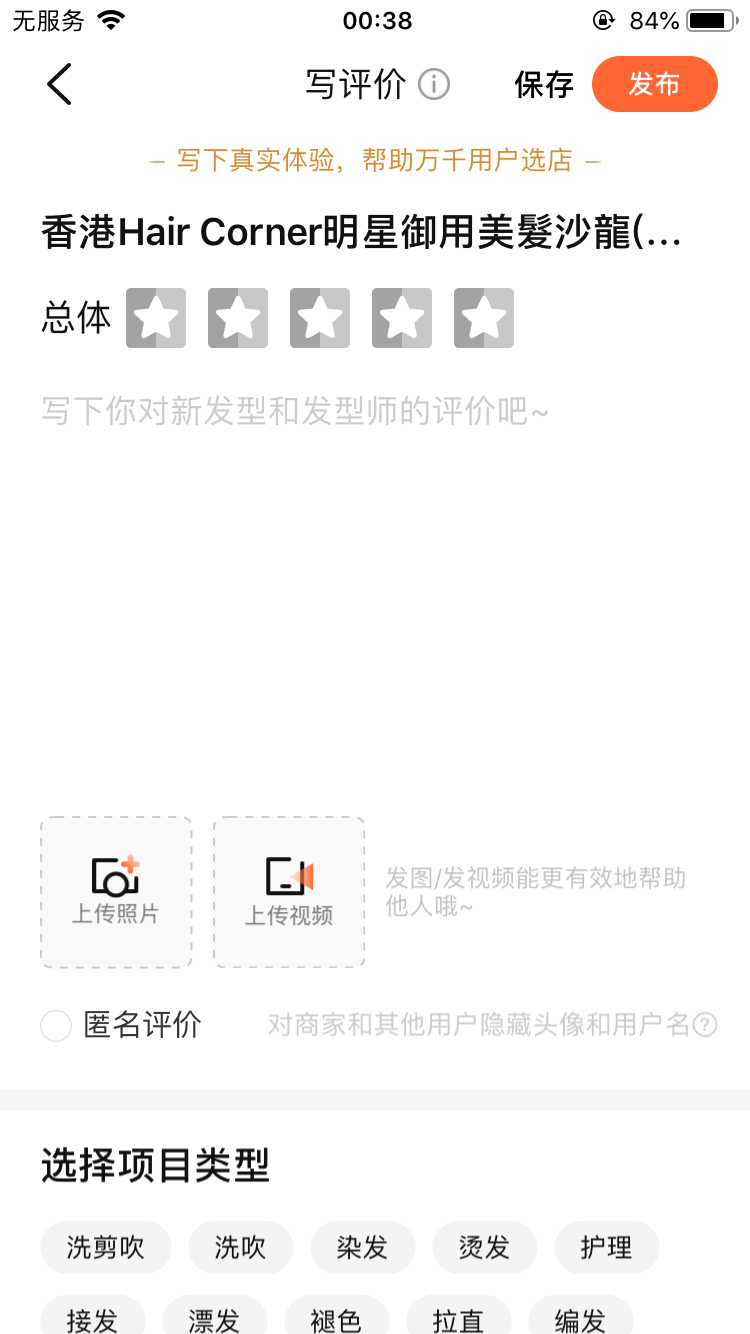 无服务 00:38 84%
写评价 保存 发布
— 写下真实体验，帮助万千用户选店 —
香港Hair Corner明星御用美髮沙龍(...
总体
写下你对新发型和发型师的评价吧~
上传照片 上传视频 发图/发视频能更有效地帮助
他人哦~
匿名评价 对商家和其他用户隐藏头像和用户名?
选择项目类型
洗剪吹 洗吹 染发 烫发 护理
接发 漂发 褪色 拉直 编发